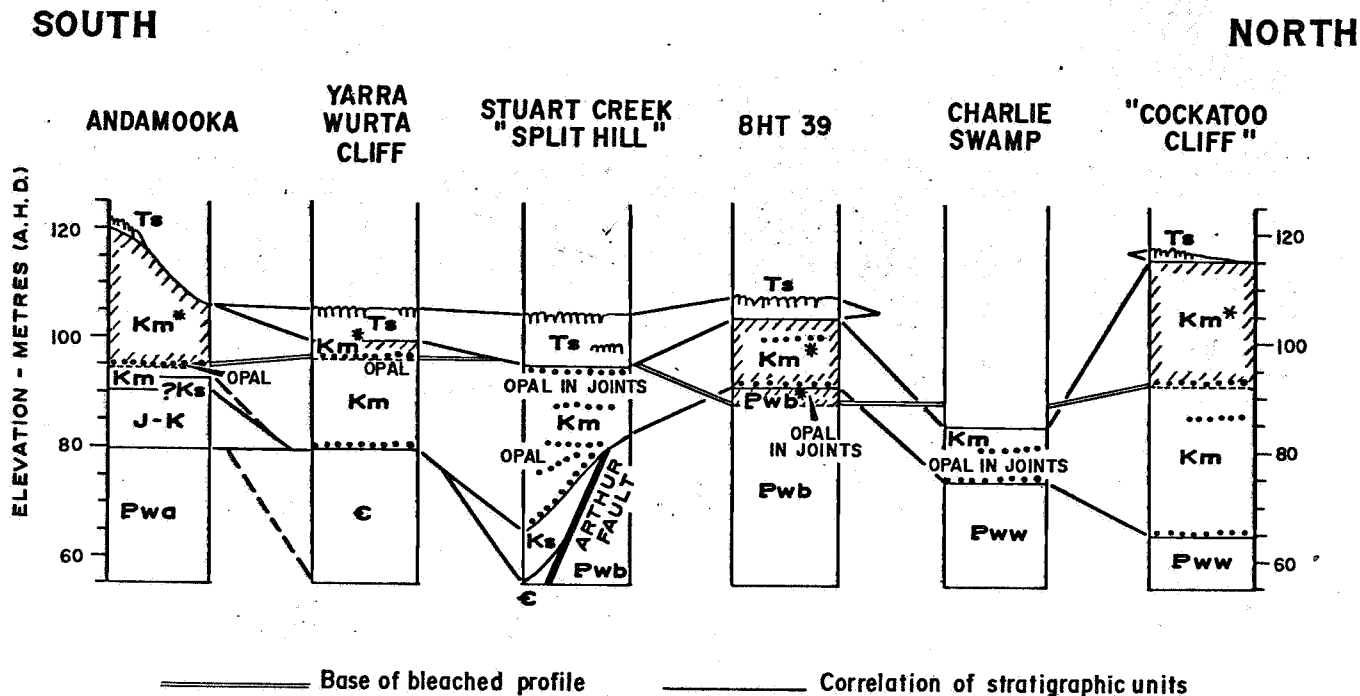 SOUTH
NORTH
ANDAMOOKA
YARRA
WURTA
CLIFF
STUART CREEK
"SPLIT HILL"
BHT 39
CHARLIE
SWAMP
"COCKATOO
CLIFF"
ELEVATION - METRES (A.H.D.)
120
100
80
60
Ts
Km*
Km
OPAL
?Ks
J-K
Pwa
Ts
Km*
OPAL
Km
€
Ts
OPAL IN JOINTS
Km
OPAL
Ks
ARTHUR
FAULT
Pwb
€
Ts
Km*
Pwb*
OPAL
IN JOINTS
Pwb
Km
OPAL IN JOINTS
Pww
Ts
Km*
Km
Pww
120
100
80
60
Base of bleached profile
Correlation of stratigraphic units